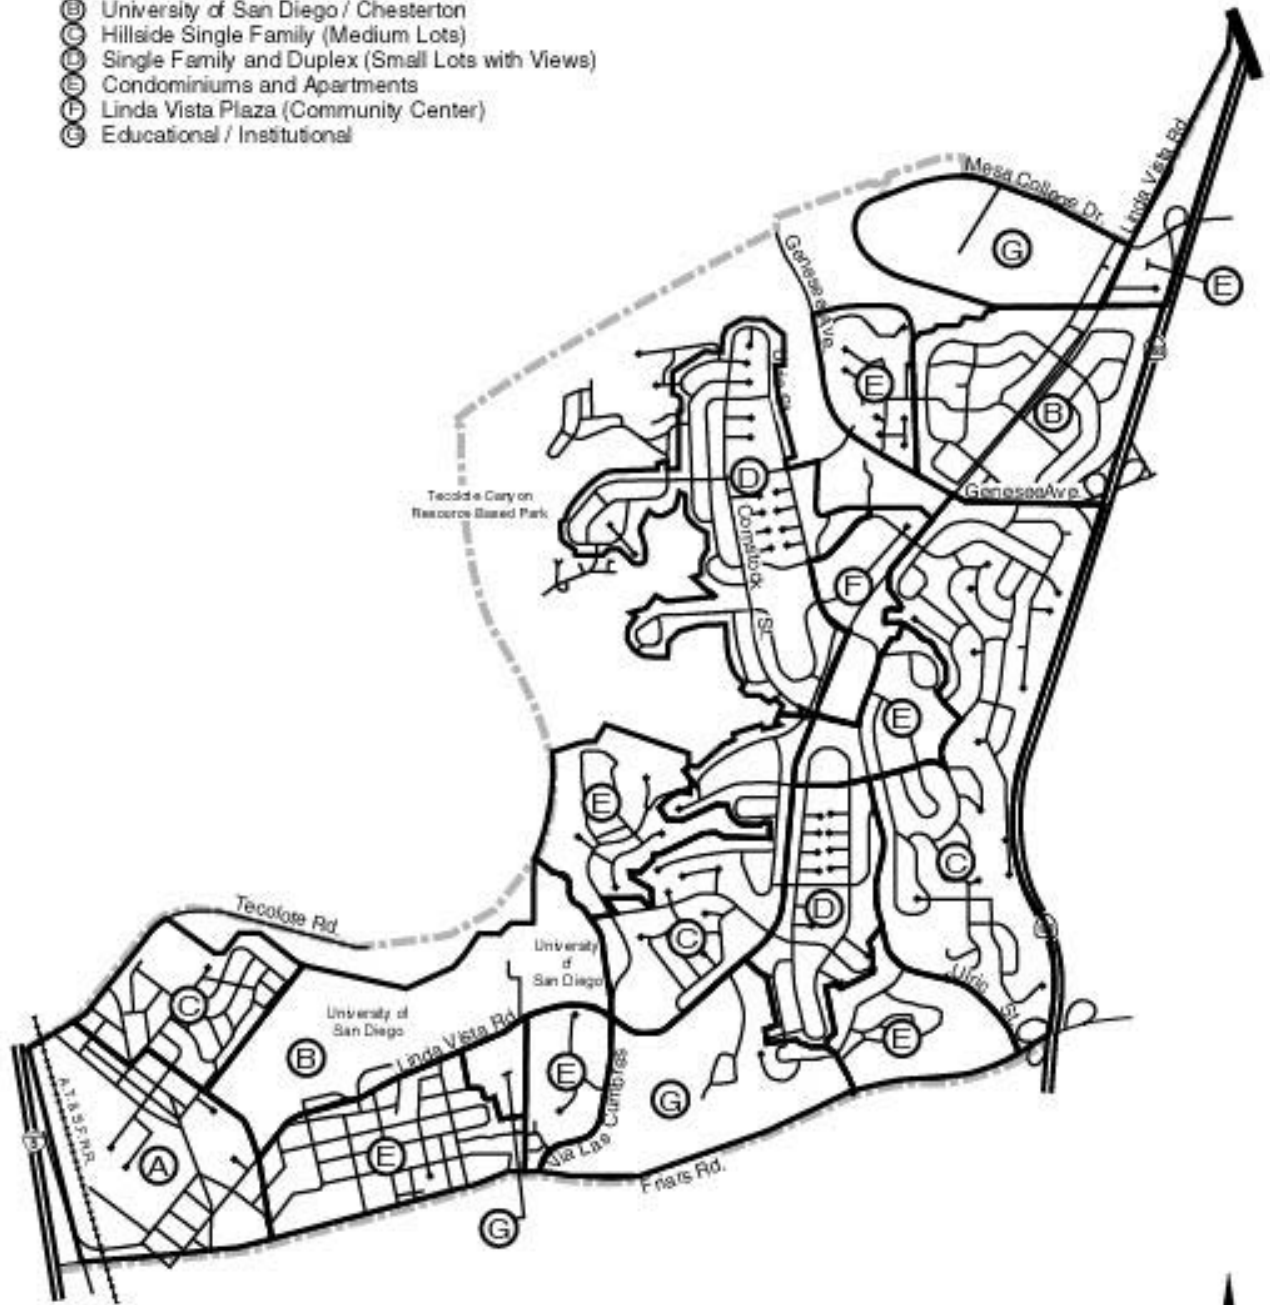 B University of San Diego / Chesterton
C Hillside Single Family (Medium Lots)
D Single Family and Duplex (Small Lots with Views)
E Condominiums and Apartments
F Linda Vista Plaza (Community Center)
G Educational / Institutional
Mesa College Dr.
Linda Vista Rd
G
E
Genesee Ave.
E
B
D
Genesee Ave.
Tecolote Canyon
Resource Based Park
Comstock St.
F
E
E
C
D
Tecolote Rd.
C
University
of
San Diego
C
Ulric St.
University of
San Diego
B
Linda Vista Rd
E
E
G
Via Las Cumbres
A.T. & S.F. R.R.
A
E
Friars Rd.
G